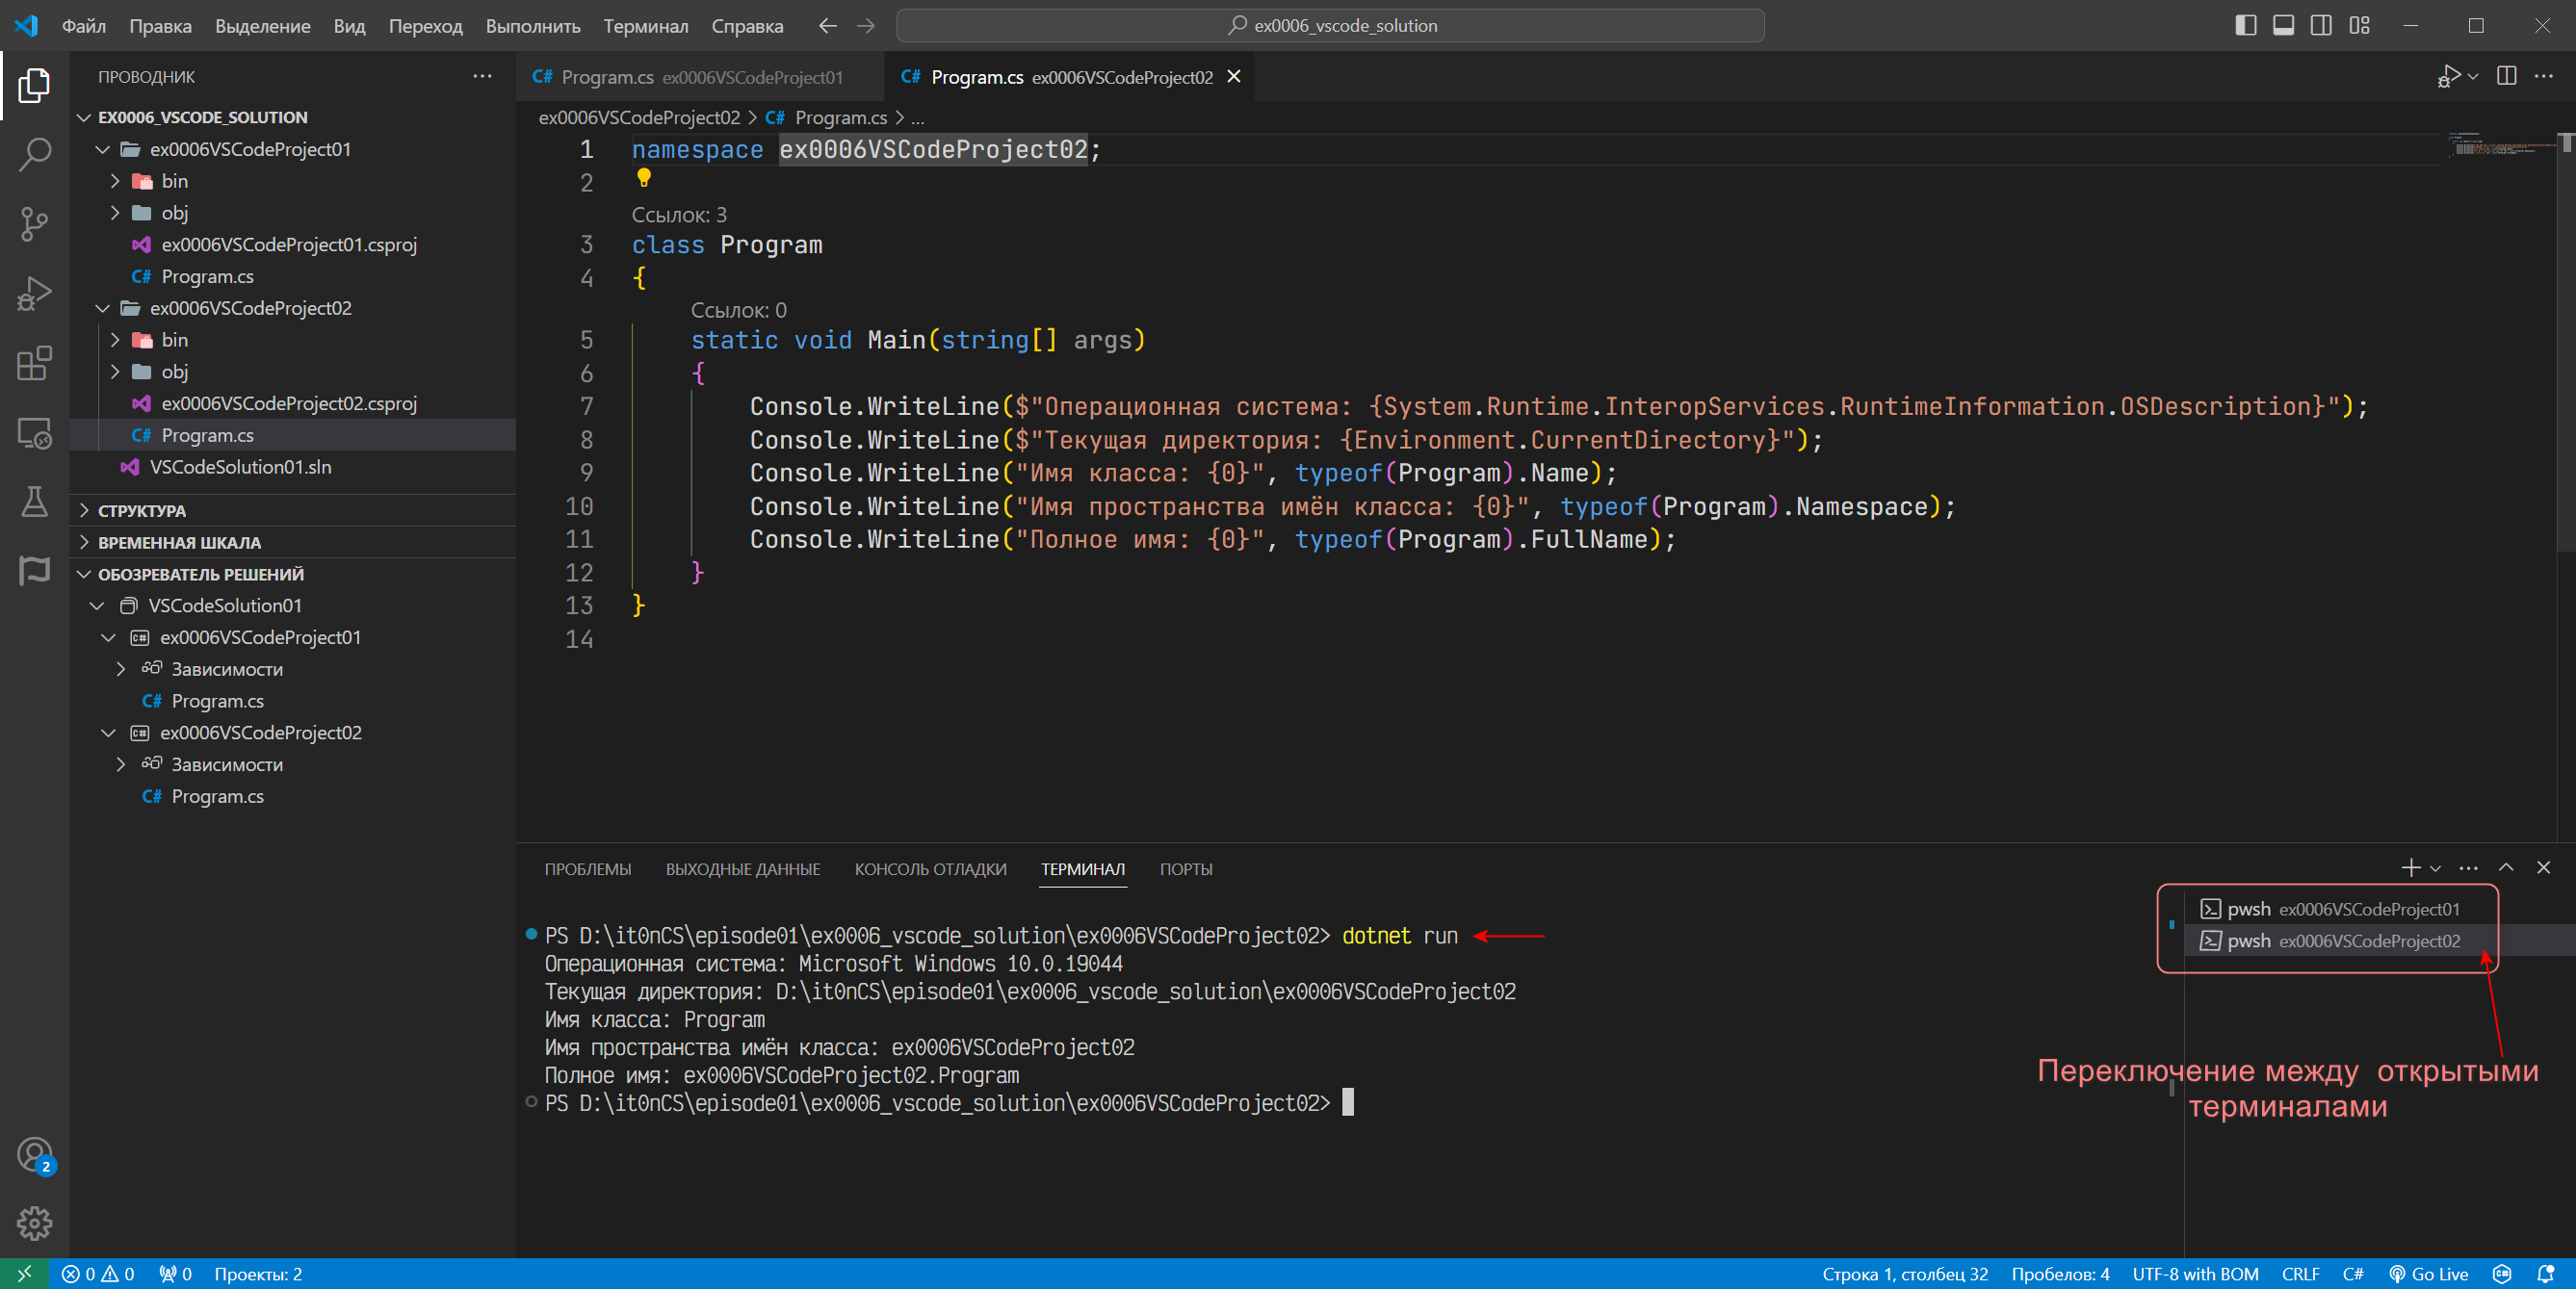 Файл Правка Выделение Вид Переход Выполнить Терминал Справка ex0006_vscode_solution
ПРОВОДНИК
EX0006_VSCODE_SOLUTION
ex0006VSCodeProject01
bin
obj
ex0006VSCodeProject01.csproj
C# Program.cs
ex0006VSCodeProject02
bin
obj
ex0006VSCodeProject02.csproj
C# Program.cs
VSCodeSolution01.sln
СТРУКТУРА
ВРЕМЕННАЯ ШКАЛА
ОБОЗРЕВАТЕЛЬ РЕШЕНИЙ
VSCodeSolution01
C# ex0006VSCodeProject01
Зависимости
C# Program.cs
C# ex0006VSCodeProject02
Зависимости
C# Program.cs
2
C# Program.cs ex0006VSCodeProject01 C# Program.cs ex0006VSCodeProject02
ex0006VSCodeProject02 > C# Program.cs > ...
1 namespace ex0006VSCodeProject02;
2
Ссылок: 3
3 class Program
4 {
Ссылок: 0
5 static void Main(string[] args)
6 {
7 Console.WriteLine($"Операционная система: {System.Runtime.InteropServices.RuntimeInformation.OSDescription}");
8 Console.WriteLine($"Текущая директория: {Environment.CurrentDirectory}");
9 Console.WriteLine("Имя класса: {0}", typeof(Program).Name);
10 Console.WriteLine("Имя пространства имён класса: {0}", typeof(Program).Namespace);
11 Console.WriteLine("Полное имя: {0}", typeof(Program).FullName);
12 }
13 }
14
ПРОБЛЕМЫ ВЫХОДНЫЕ ДАННЫЕ КОНСОЛЬ ОТЛАДКИ ТЕРМИНАЛ ПОРТЫ
PS D:\it0nCS\episode01\ex0006_vscode_solution\ex0006VSCodeProject02> dotnet run
Операционная система: Microsoft Windows 10.0.19044
Текущая директория: D:\it0nCS\episode01\ex0006_vscode_solution\ex0006VSCodeProject02
Имя класса: Program
Имя пространства имён класса: ex0006VSCodeProject02
Полное имя: ex0006VSCodeProject02.Program
PS D:\it0nCS\episode01\ex0006_vscode_solution\ex0006VSCodeProject02>
pwsh ex0006VSCodeProject01
pwsh ex0006VSCodeProject02
Переключение между открытыми
терминалами
0 0 0 Проекты: 2 Строка 1, столбец 32 Пробелов: 4 UTF-8 with BOM CRLF C# Go Live